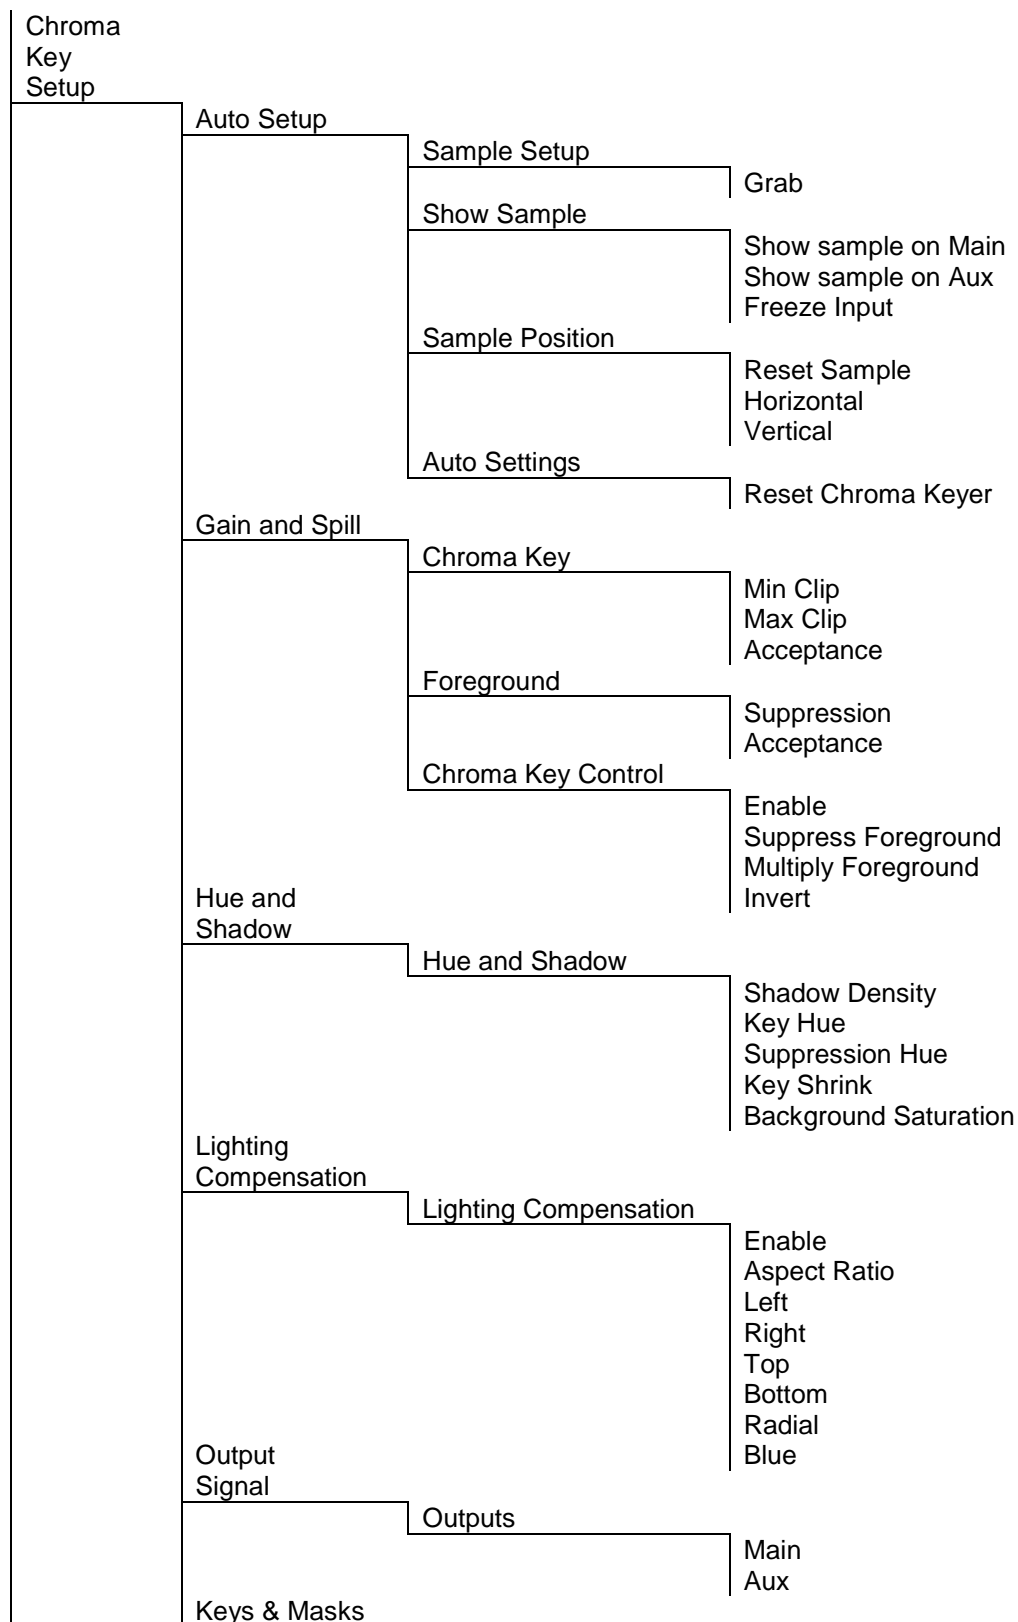 Chroma
Key
Setup
Auto Setup
Sample Setup
Grab
Show Sample
Show sample on Main
Show sample on Aux
Freeze Input
Sample Position
Reset Sample
Horizontal
Vertical
Auto Settings
Reset Chroma Keyer
Gain and Spill
Chroma Key
Min Clip
Max Clip
Acceptance
Foreground
Suppression
Acceptance
Chroma Key Control
Enable
Suppress Foreground
Multiply Foreground
Invert
Hue and
Shadow
Hue and Shadow
Shadow Density
Key Hue
Suppression Hue
Key Shrink
Background Saturation
Lighting
Compensation
Lighting Compensation
Enable
Aspect Ratio
Left
Right
Top
Bottom
Radial
Blue
Output
Signal
Outputs
Main
Aux
Keys & Masks